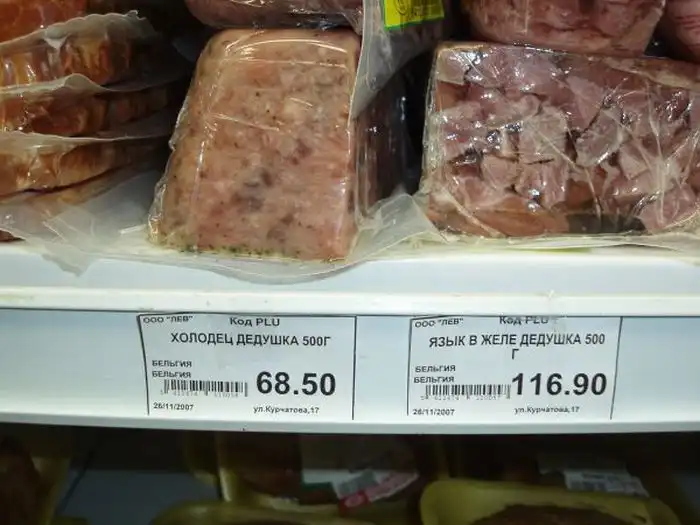 ООО "ЛЕВ" Код PLU
ХОЛОДЕЦ ДЕДУШКА 500Г
БЕЛЬГИЯ
БЕЛЬГИЯ
68.50
26/11/2007 ул.Курчатова,17
ООО "ЛЕВ" Код PLU
ЯЗЫК В ЖЕЛЕ ДЕДУШКА 500
Г
БЕЛЬГИЯ
БЕЛЬГИЯ
116.90
26/11/2007 ул.Курчатова,17